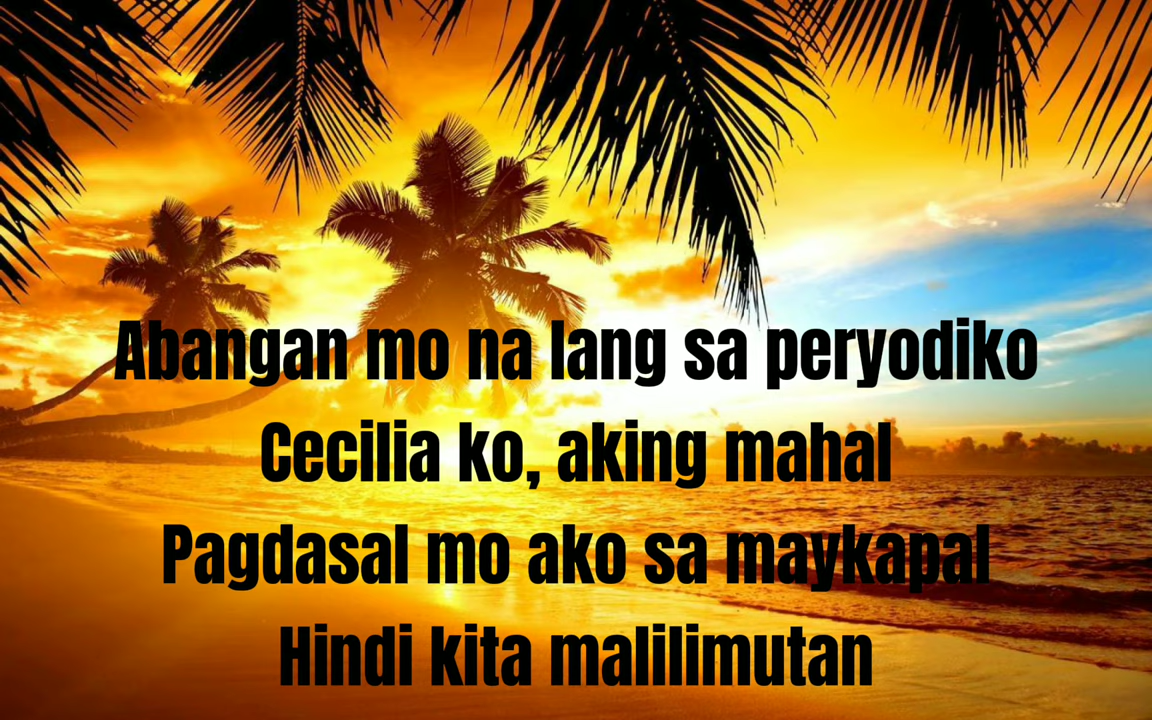 Abangan mo na lang sa peryodiko
Cecilia ko, aking mahal
Pagdasal mo ako sa maykapal
Hindi kita malilimutan